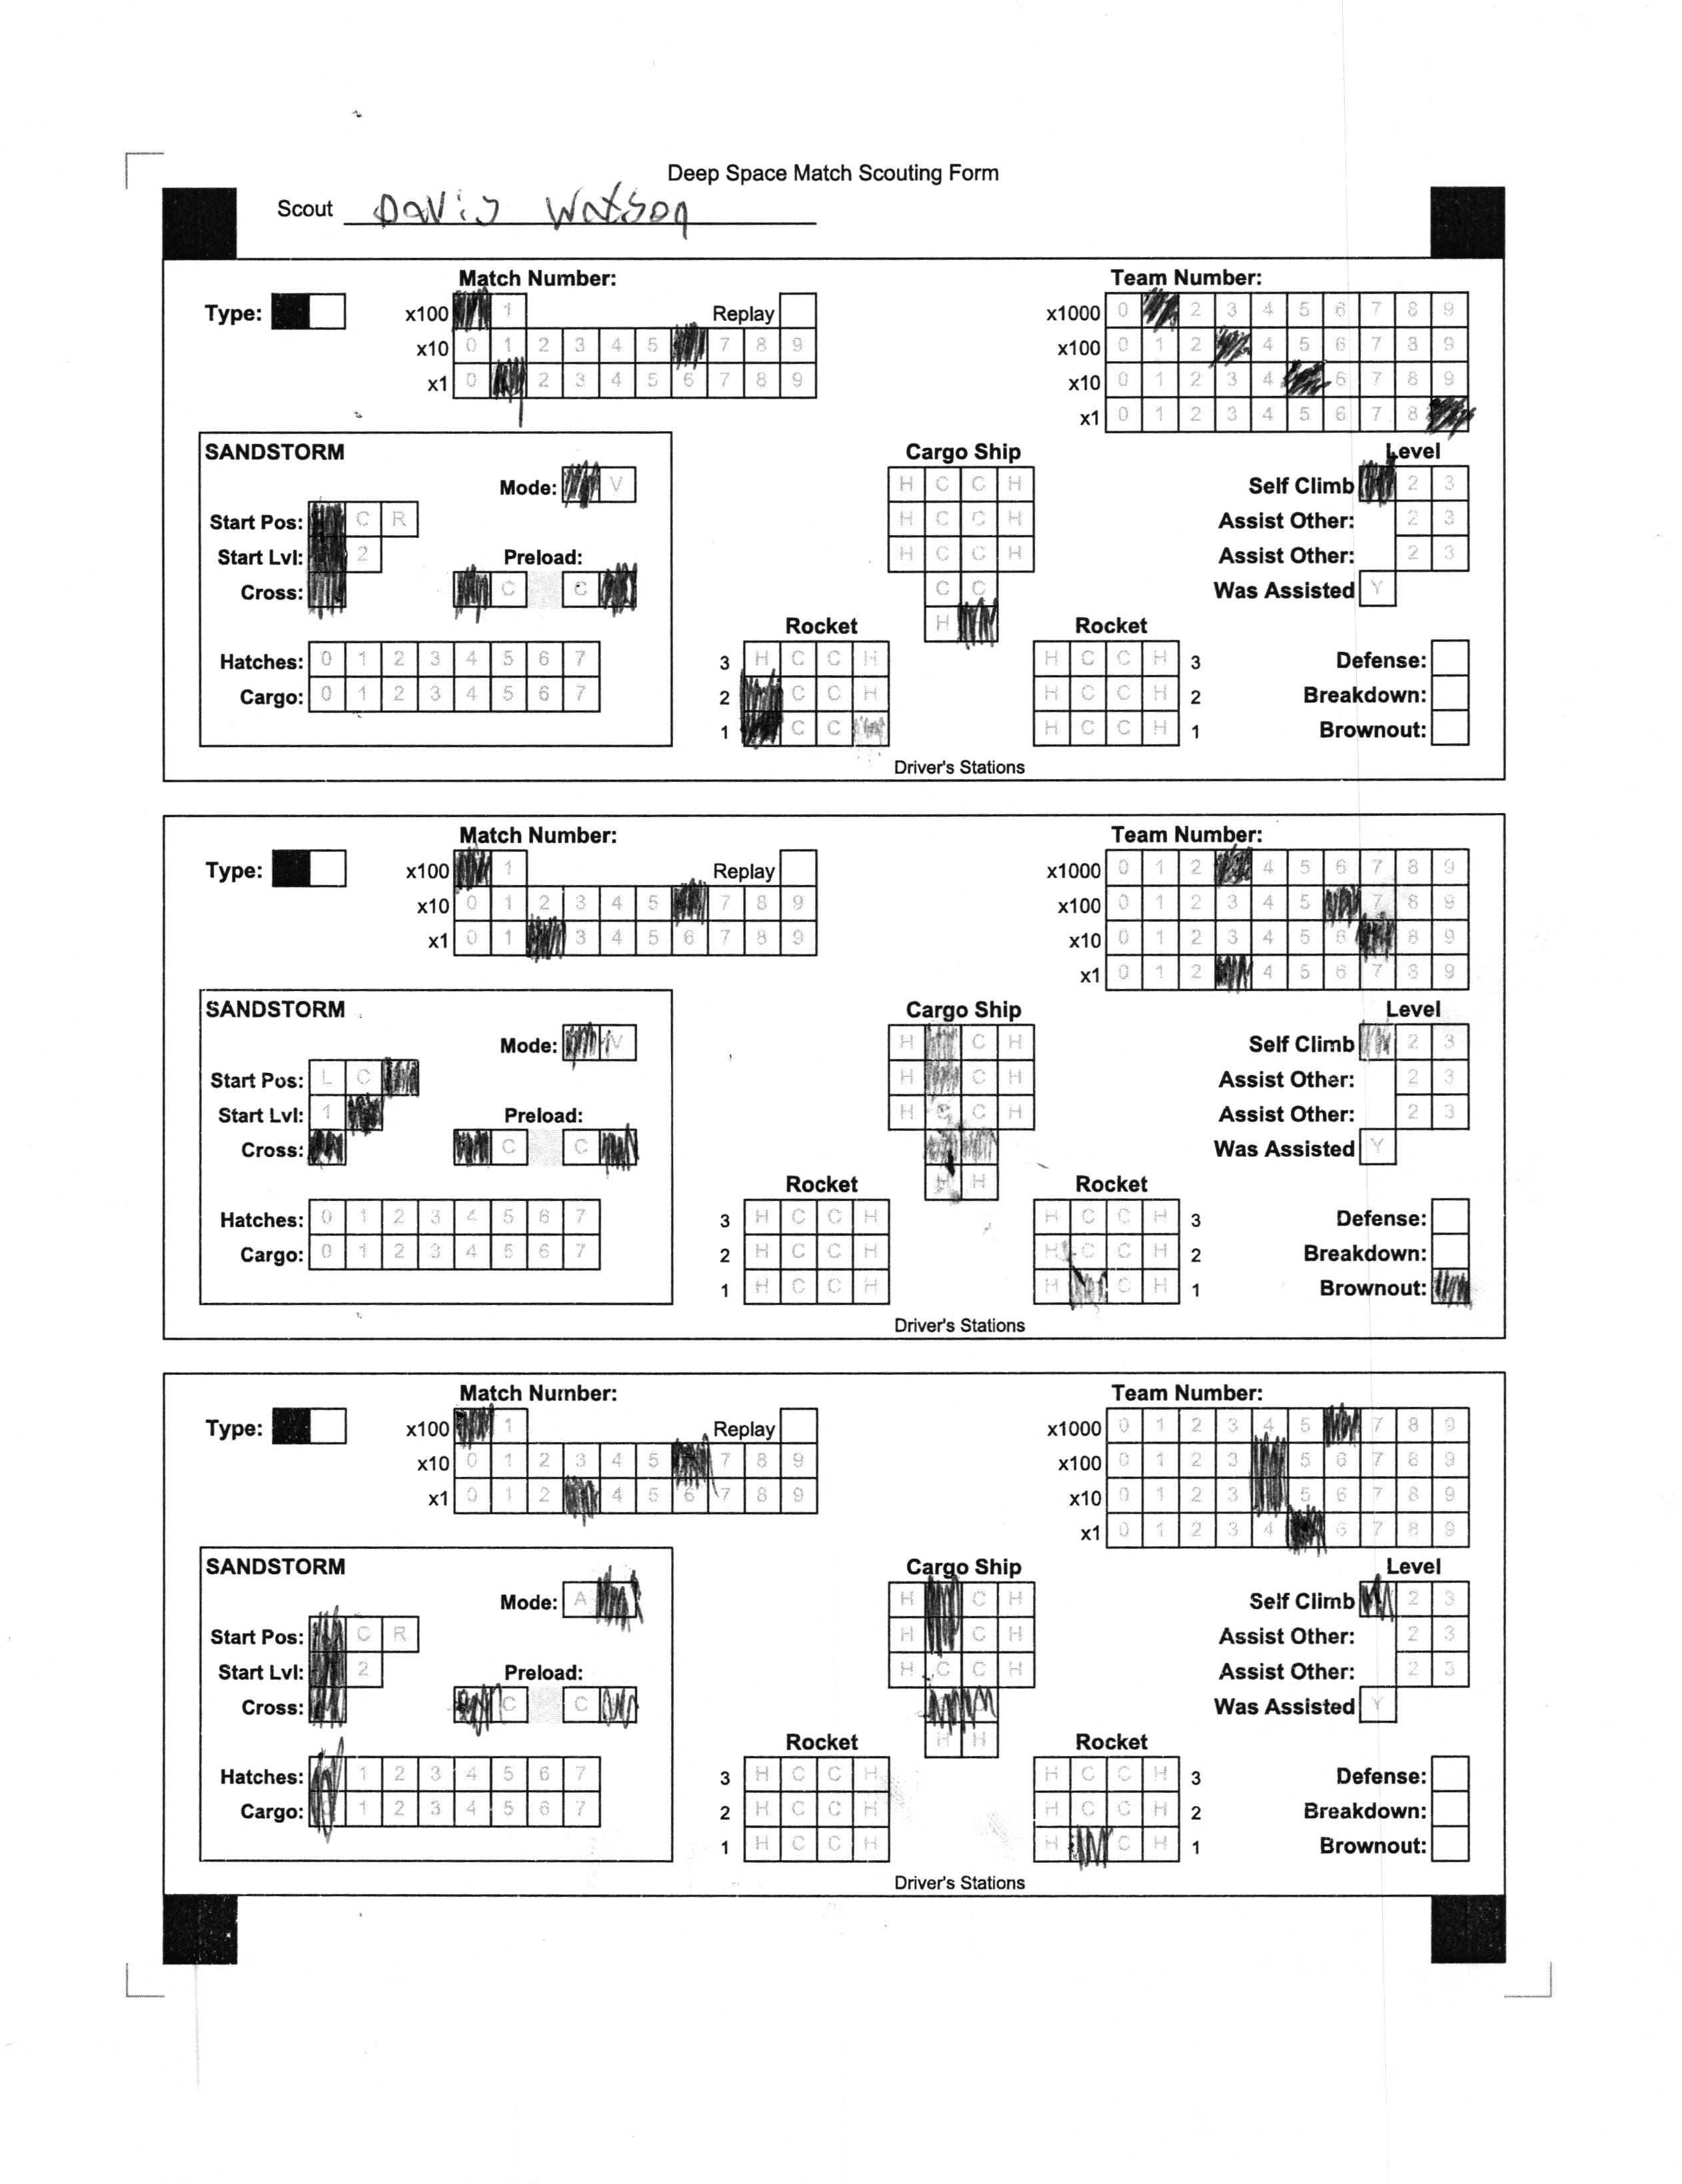 Deep Space Match Scouting Form
Scout Watson
Match Number: Team Number:
Type: x100 1 Replay x1000 0 2 3 4 5 6 7 8 9
x10 0 1 2 3 4 5 7 8 9 x100 0 1 2 4 5 6 7 8 9
x1 0 2 3 4 5 6 7 8 9 x10 0 1 2 3 4 6 7 8 9
x1 0 1 2 3 4 5 6 7 8
SANDSTORM Cargo Ship Level
Mode: V H C C H Self Climb 2 3
Start Pos: C R H C C H Assist Other: 2 3
Start Lvl: 2 Preload: H C C H Assist Other: 2 3
Cross: C C C C Was Assisted Y
H
Rocket Rocket
Hatches: 0 1 2 3 4 5 6 7 3 H C C H H C C H 3 Defense:
Cargo: 0 1 2 3 4 5 6 7 2 C C H H C C H 2 Breakdown:
1 C C H C C H 1 Brownout:
Driver's Stations
Match Number: Team Number:
Type: x100 1 Replay x1000 0 1 2 4 5 6 7 8 9
x10 0 1 2 3 4 5 7 8 9 x100 0 1 2 3 4 5 7 8 9
x1 0 1 3 4 5 6 7 8 9 x10 0 1 2 3 4 5 6 8 9
x1 0 1 2 4 5 6 7 8 9
SANDSTORM Cargo Ship Level
Mode: V H C H Self Climb 2 3
Start Pos: L C H C H Assist Other: 2 3
Start Lvl: 1 Preload: H C C H Assist Other: 2 3
Cross: C C Was Assisted Y
H H
Rocket Rocket
Hatches: 0 1 2 3 4 5 6 7 3 H C C H H C C H 3 Defense:
Cargo: 0 1 2 3 4 5 6 7 2 H C C H H C C H 2 Breakdown:
1 H C C H H C H 1 Brownout:
Driver's Stations
Match Number: Team Number:
Type: x100 1 Replay x1000 0 1 2 3 4 5 7 8 9
x10 0 1 2 3 4 5 7 8 9 x100 0 1 2 3 5 6 7 8 9
x1 0 1 2 4 5 6 7 8 9 x10 0 1 2 3 5 6 7 8 9
x1 0 1 2 3 4 6 7 8 9
SANDSTORM Cargo Ship Level
Mode: A H C H Self Climb 2 3
Start Pos: C R H C H Assist Other: 2 3
Start Lvl: 2 Preload: H C C H Assist Other: 2 3
Cross: C C Was Assisted Y
H H
Rocket Rocket
Hatches: 1 2 3 4 5 6 7 3 H C C H H C C H 3 Defense:
Cargo: 1 2 3 4 5 6 7 2 H C C H H C C H 2 Breakdown:
1 H C C H H C H 1 Brownout:
Driver's Stations